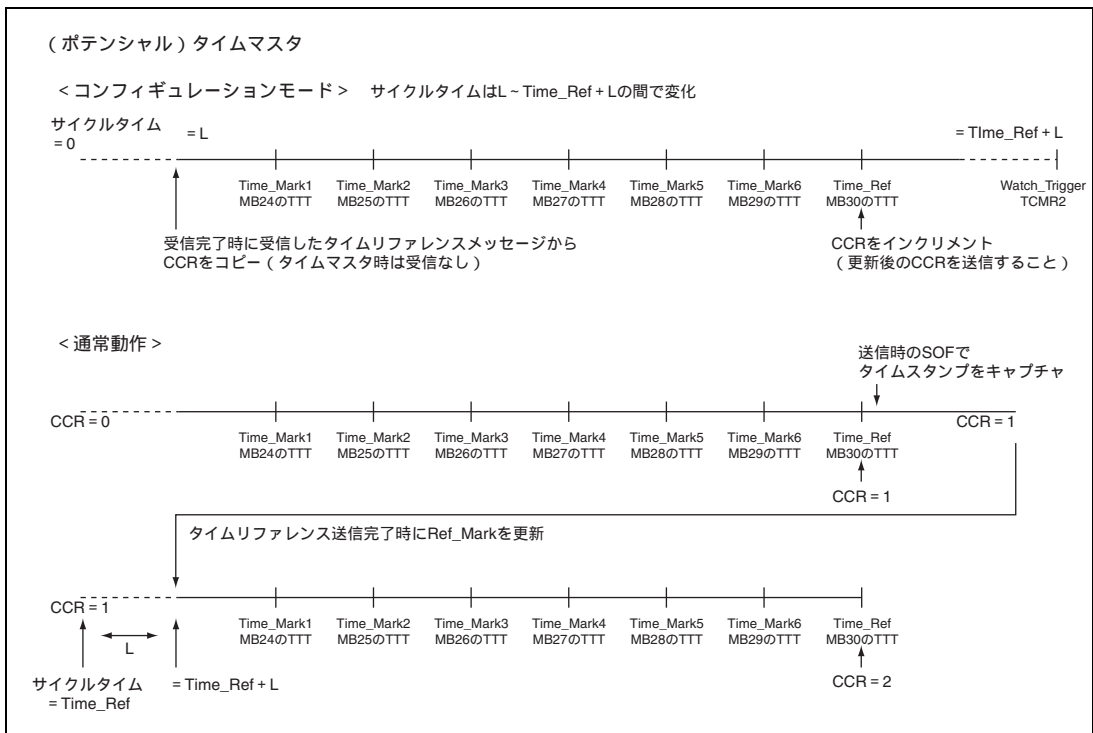 (ポテンシャル)タイムマスタ
<コンフィギュレーションモード> サイクルタイムはL~Time_Ref + Lの間で変化
サイクルタイム
= 0
= L
= TIme_Ref + L
Time_Mark1 Time_Mark2 Time_Mark3 Time_Mark4 Time_Mark5 Time_Mark6 Time_Ref Watch_Trigger
MB24のTTT MB25のTTT MB26のTTT MB27のTTT MB28のTTT MB29のTTT MB30のTTT TCMR2
受信完了時に受信したタイムリファレンスメッセージから
CCRをコピー(タイムマスタ時は受信なし)
CCRをインクリメント
(更新後のCCRを送信すること)
<通常動作>
送信時のSOFで
タイムスタンプをキャプチャ
CCR = 0
CCR = 1
Time_Mark1 Time_Mark2 Time_Mark3 Time_Mark4 Time_Mark5 Time_Mark6 Time_Ref
MB24のTTT MB25のTTT MB26のTTT MB27のTTT MB28のTTT MB29のTTT MB30のTTT
CCR = 1
タイムリファレンス送信完了時にRef_Markを更新
CCR = 1
Time_Mark1 Time_Mark2 Time_Mark3 Time_Mark4 Time_Mark5 Time_Mark6 Time_Ref
MB24のTTT MB25のTTT MB26のTTT MB27のTTT MB28のTTT MB29のTTT MB30のTTT
L
サイクルタイム
= Time_Ref
= Time_Ref + L
CCR = 2